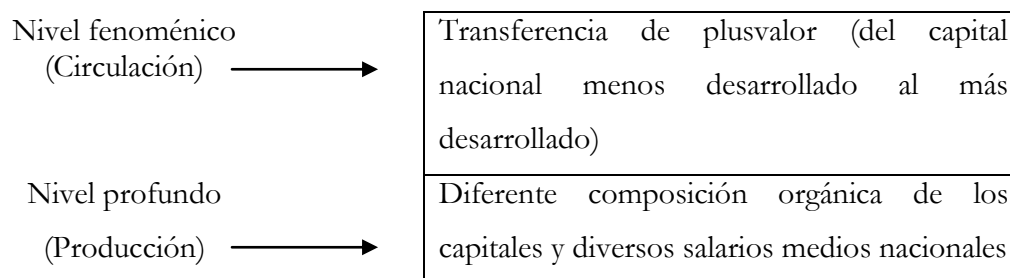 Nivel fenoménico
(Circulación)
Transferencia de plusvalor (del capital
nacional menos desarrollado al más
desarrollado)
Nivel profundo
(Producción)
Diferente composición orgánica de los
capitales y diversos salarios medios nacionales